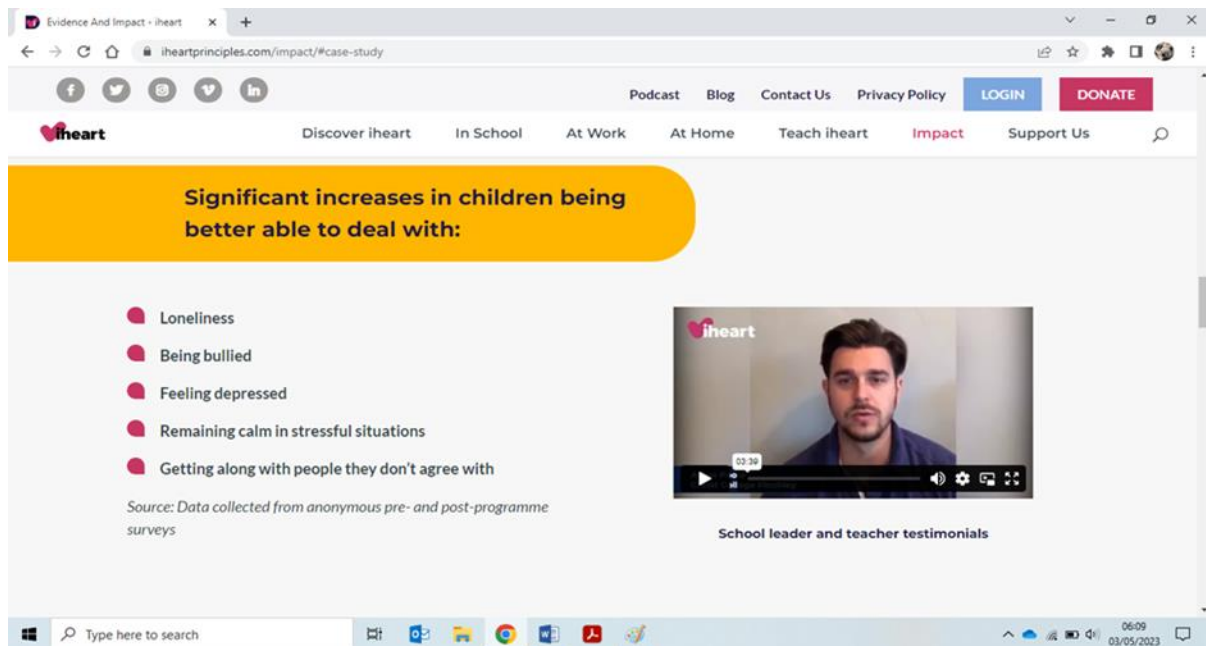 Evidence And Impact - iheart
iheartprinciples.com/impact/#case-study
Podcast Blog Contact Us Privacy Policy LOGIN DONATE
iheart Discover iheart In School At Work At Home Teach iheart Impact Support Us
Significant increases in children being
better able to deal with:
Loneliness
Being bullied
Feeling depressed
Remaining calm in stressful situations
Getting along with people they don't agree with
Source: Data collected from anonymous pre- and post-programme
surveys
iheart
03:39
School leader and teacher testimonials
Type here to search
06:09
03/05/2023